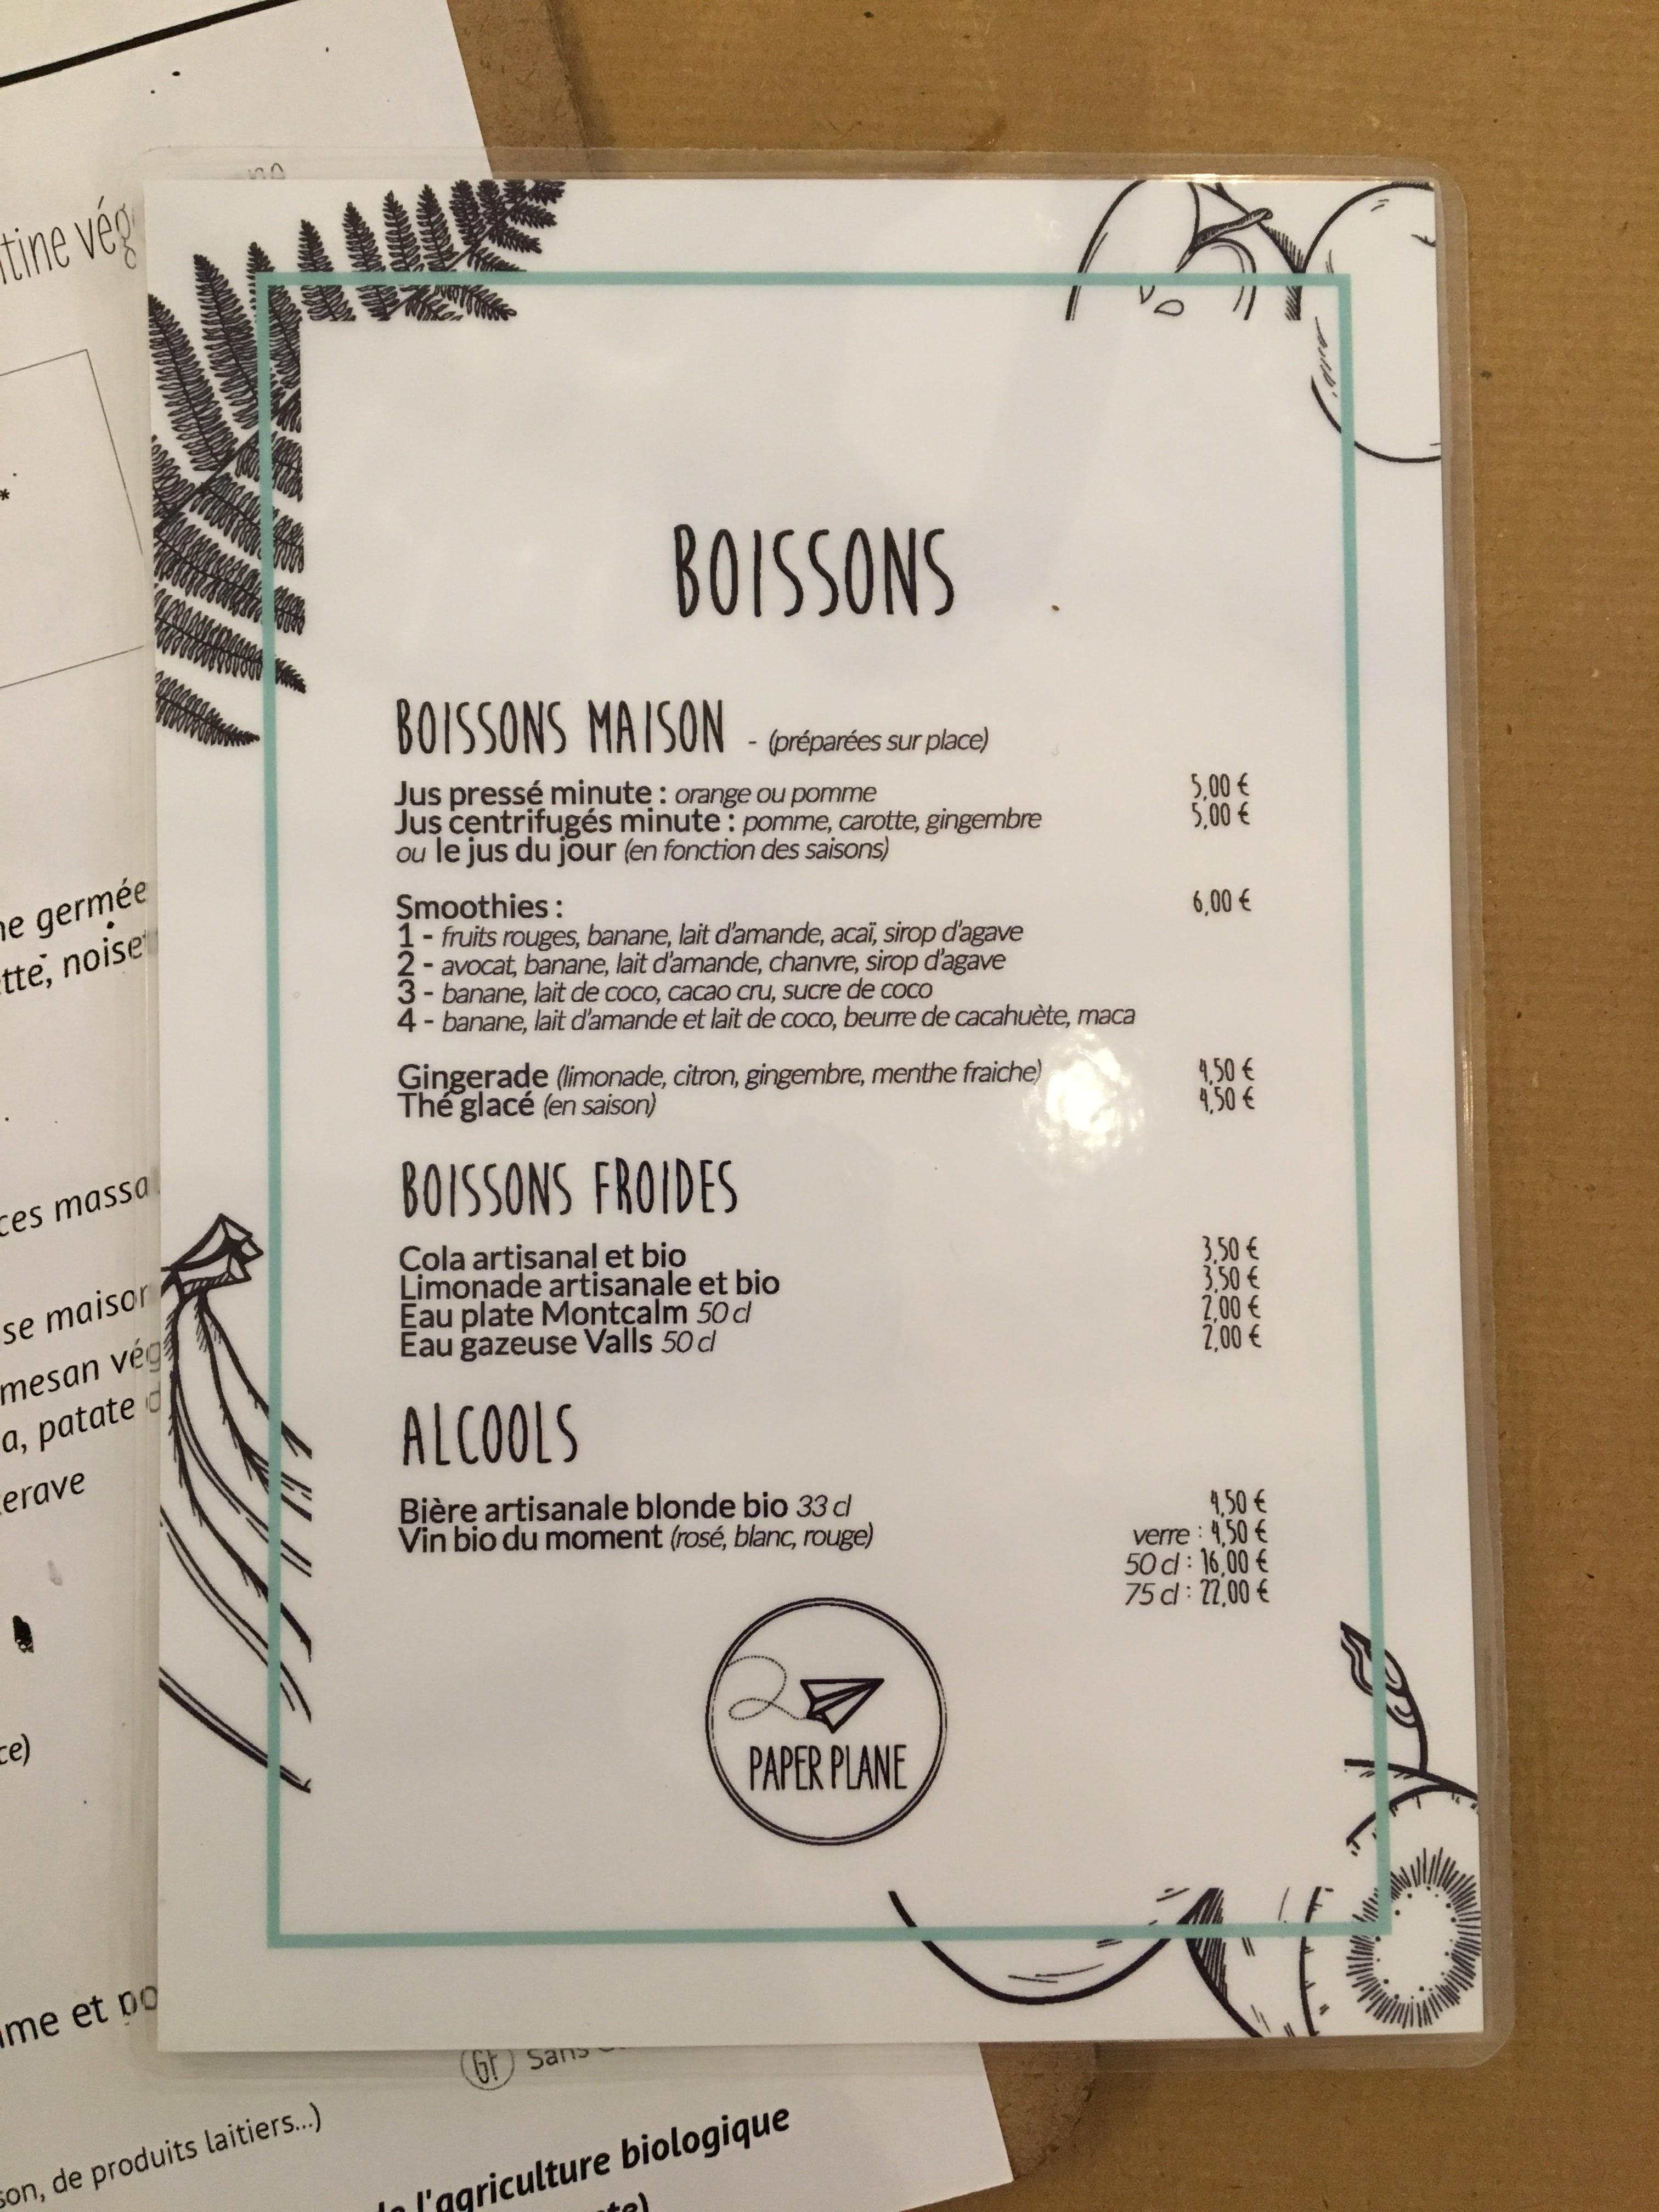 BOISSONS
BOISSONS MAISON - (préparées sur place)
Jus pressé minute : orange ou pomme 5,00 €
Jus centrifugés minute : pomme, carotte, gingembre 5,00 €
ou le jus du jour (en fonction des saisons)
Smoothies : 6,00 €
1 - fruits rouges, banane, lait d'amande, acaï, sirop d'agave
2 - avocat, banane, lait d'amande, chanvre, sirop d'agave
3 - banane, lait de coco, cacao cru, sucre de coco
4 - banane, lait d'amande et lait de coco, beurre de cacahuète, maca
Gingerade (limonade, citron, gingembre, menthe fraiche) 4,50 €
Thé glacé (en saison) 4,50 €
BOISSONS FROIDES
Cola artisanal et bio 3,50 €
Limonade artisanale et bio 3,50 €
Eau plate Montcalm 50 cl 2,00 €
Eau gazeuse Valls 50 cl 2,00 €
ALCOOLS
Bière artisanale blonde bio 33 cl 4,50 €
Vin bio du moment (rosé, blanc, rouge) verre : 4,50 €
50 cl : 16,00 €
75 cl : 22,00 €
PAPER PLANE
germée
noise
massa
se maison
mesan vég
a, patate d
erave
ce)
me et po
Gf Sans
son, de produits laitiers...)
l'agriculture biologique